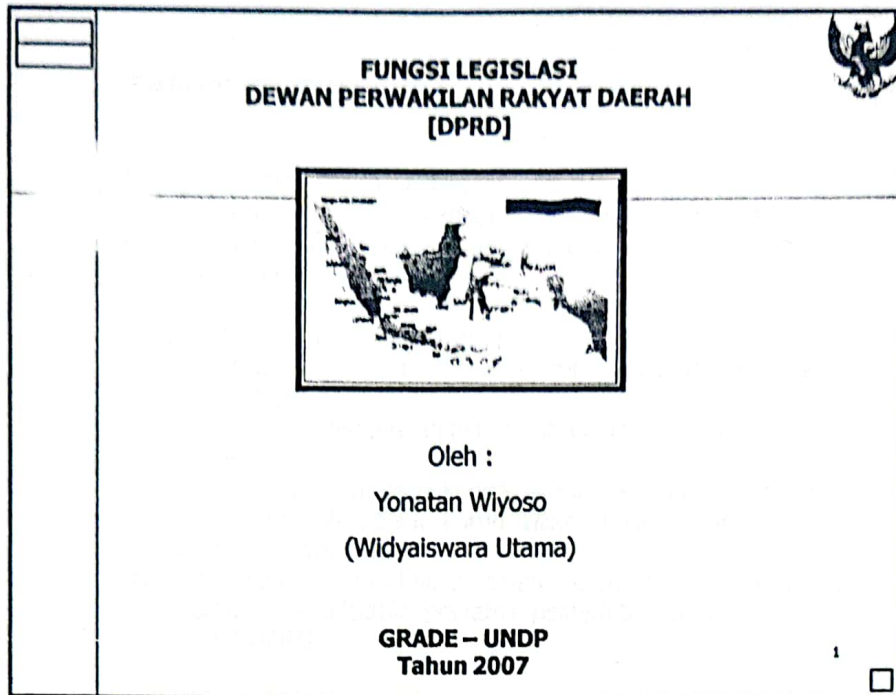 FUNGSI LEGISLASI
DEWAN PERWAKILAN RAKYAT DAERAH
[DPRD]
Oleh :
Yonatan Wiyoso
(Widyaiswara Utama)
GRADE – UNDP
Tahun 2007
1